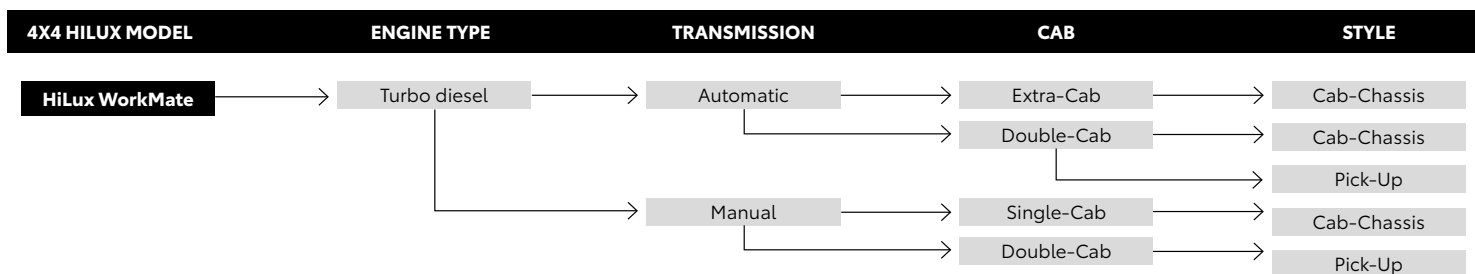 4X4 HILUX MODEL ENGINE TYPE TRANSMISSION CAB STYLE
HiLux WorkMate Turbo diesel Automatic Extra-Cab Cab-Chassis
Double-Cab Cab-Chassis
Pick-Up
Manual Single-Cab Cab-Chassis
Double-Cab Pick-Up